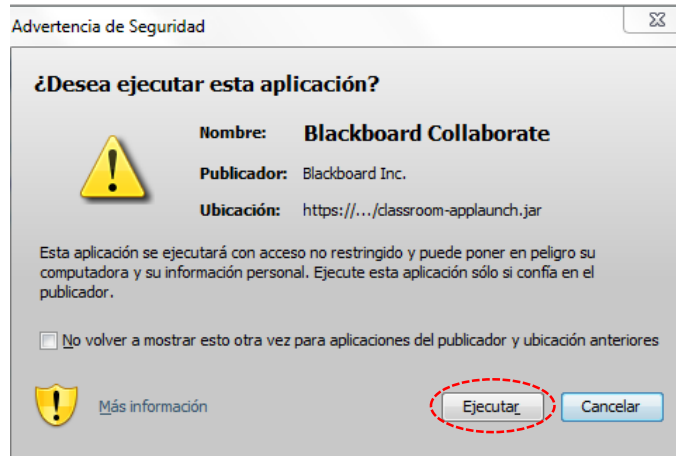 Advertencia de Seguridad
¿Desea ejecutar esta aplicación?
Nombre: Blackboard Collaborate
Publicador: Blackboard Inc.
Ubicación: https://.../classroom-applaunch.jar
Esta aplicación se ejecutará con acceso no restringido y puede poner en peligro su
computadora y su información personal. Ejecute esta aplicación sólo si confía en el
publicador.
No volver a mostrar esto otra vez para aplicaciones del publicador y ubicación anteriores
Más información
Ejecutar
Cancelar